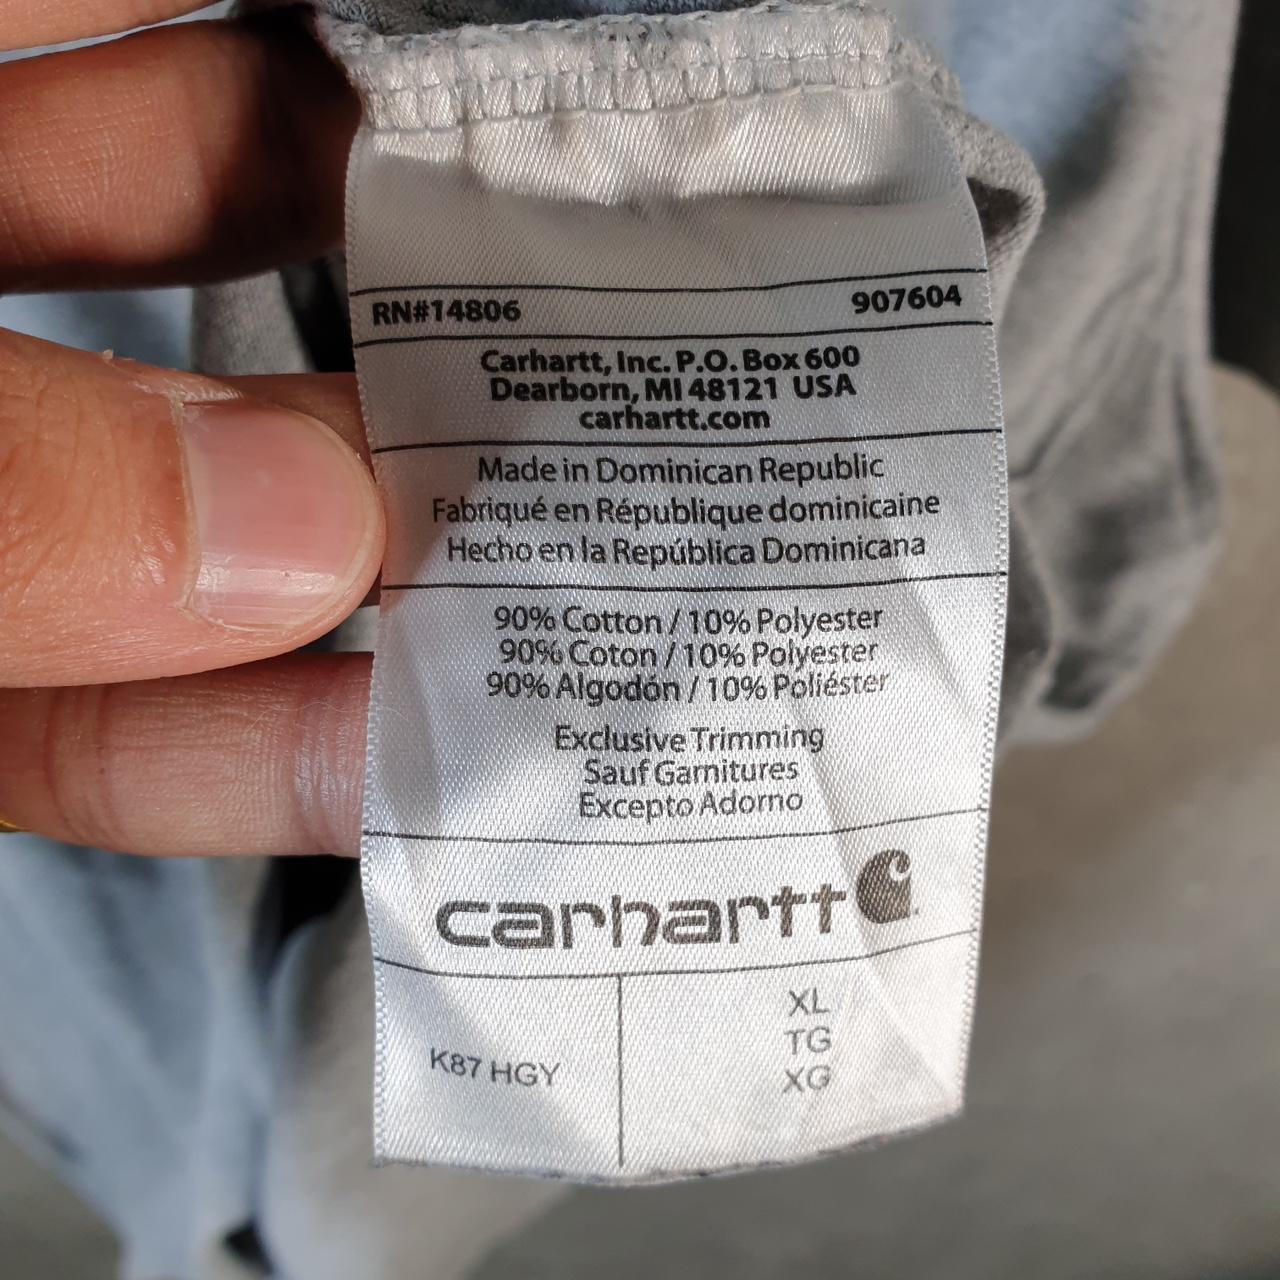 RN#14806 907604
Carhartt, Inc. P.O. Box 600
Dearborn, MI 48121 USA
carhartt.com
Made in Dominican Republic
Fabriqué en République dominicaine
Hecho en la República Dominicana
90% Cotton / 10% Polyester
90% Coton / 10% Polyester
90% Algodón / 10% Poliéster
Exclusive Trimming
Sauf Garnitures
Excepto Adorno
carhartt
K87 HGY
XL
TG
XG